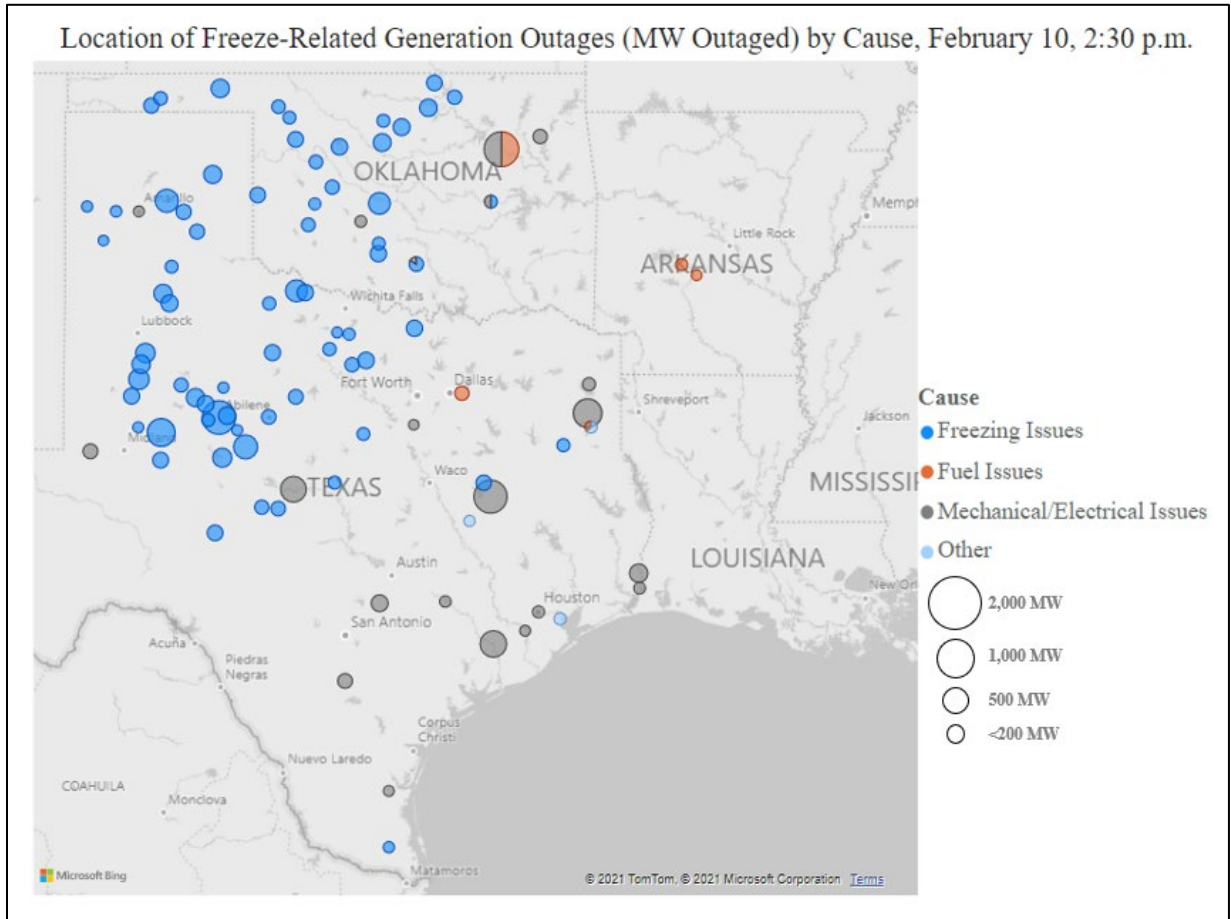 Location of Freeze-Related Generation Outages (MW Outaged) by Cause, February 10, 2:30 p.m.
OKLAHOMA
Amarillo
Memph
Little Rock
ARKANSAS
Wichita Falls
Lubbock
Fort Worth
Dallas
Shreveport
Abilene
Jackson
Midland
Waco
TEXAS
MISSISSIP
LOUISIANA
Austin
Houston
New Orl
San Antonio
Acuña
Piedras
Negras
Corpus
Christi
Nuevo Laredo
COAHUILA
Monclova
Matamoros
Cause
Freezing Issues
Fuel Issues
Mechanical/Electrical Issues
Other
2,000 MW
1,000 MW
500 MW
<200 MW
Microsoft Bing
© 2021 TomTom, © 2021 Microsoft Corporation Terms